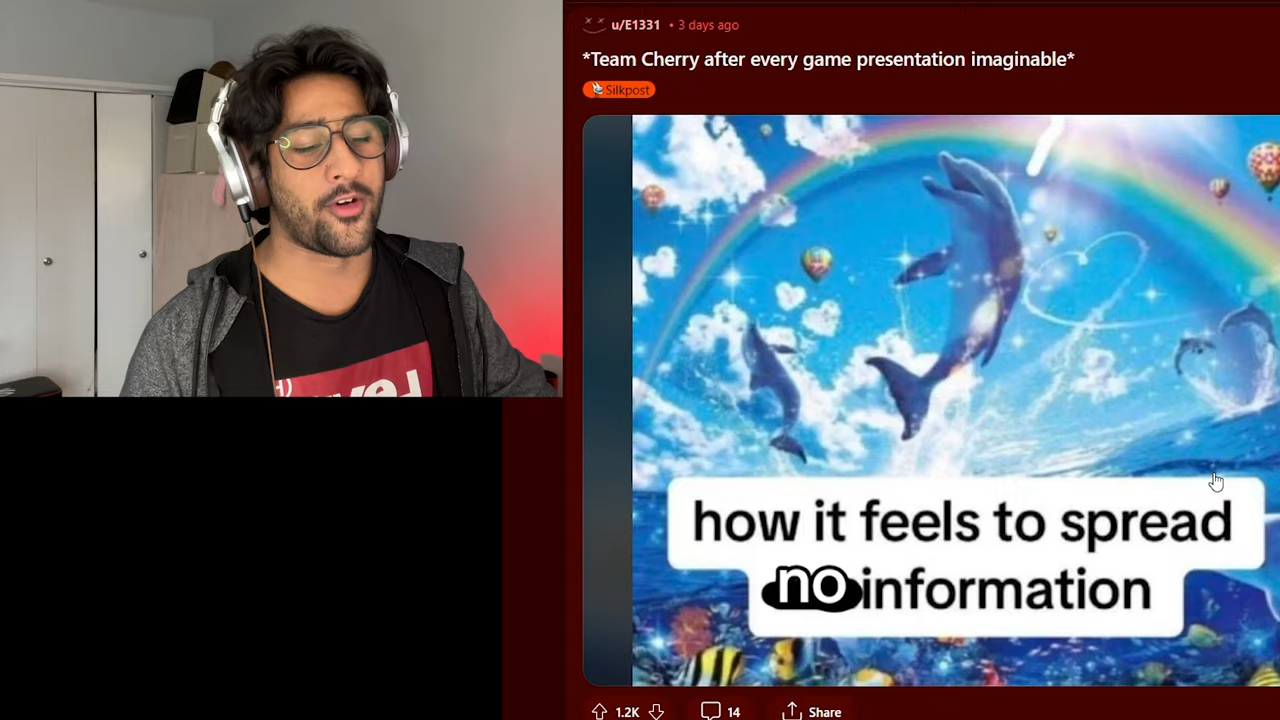 u/E1331 • 3 days ago
*Team Cherry after every game presentation imaginable*
Silkpost
how it feels to spread
no information
1.2K
14
Share